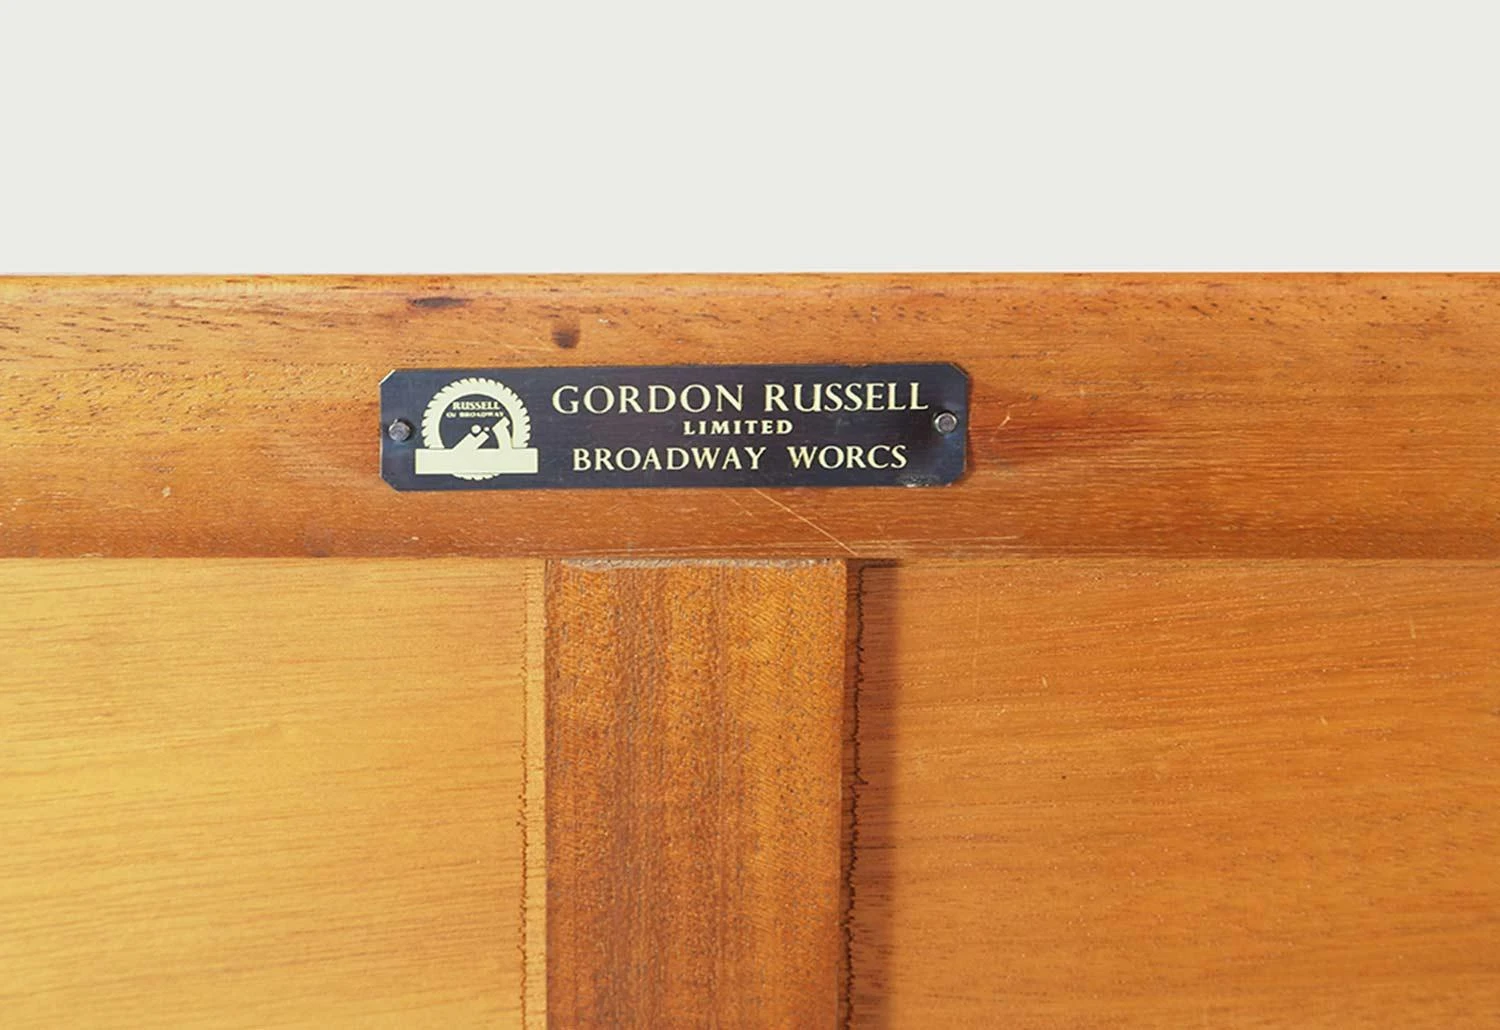 RUSSELL
OF BROADWAY
GORDON RUSSELL
LIMITED
BROADWAY WORCS